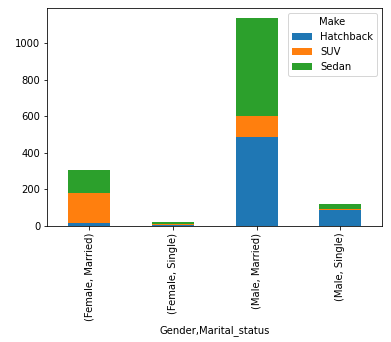 Make
Hatchback
SUV
Sedan
1000
800
600
400
200
0
(Female, Married)
(Female, Single)
(Male, Married)
(Male, Single)
Gender,Marital_status